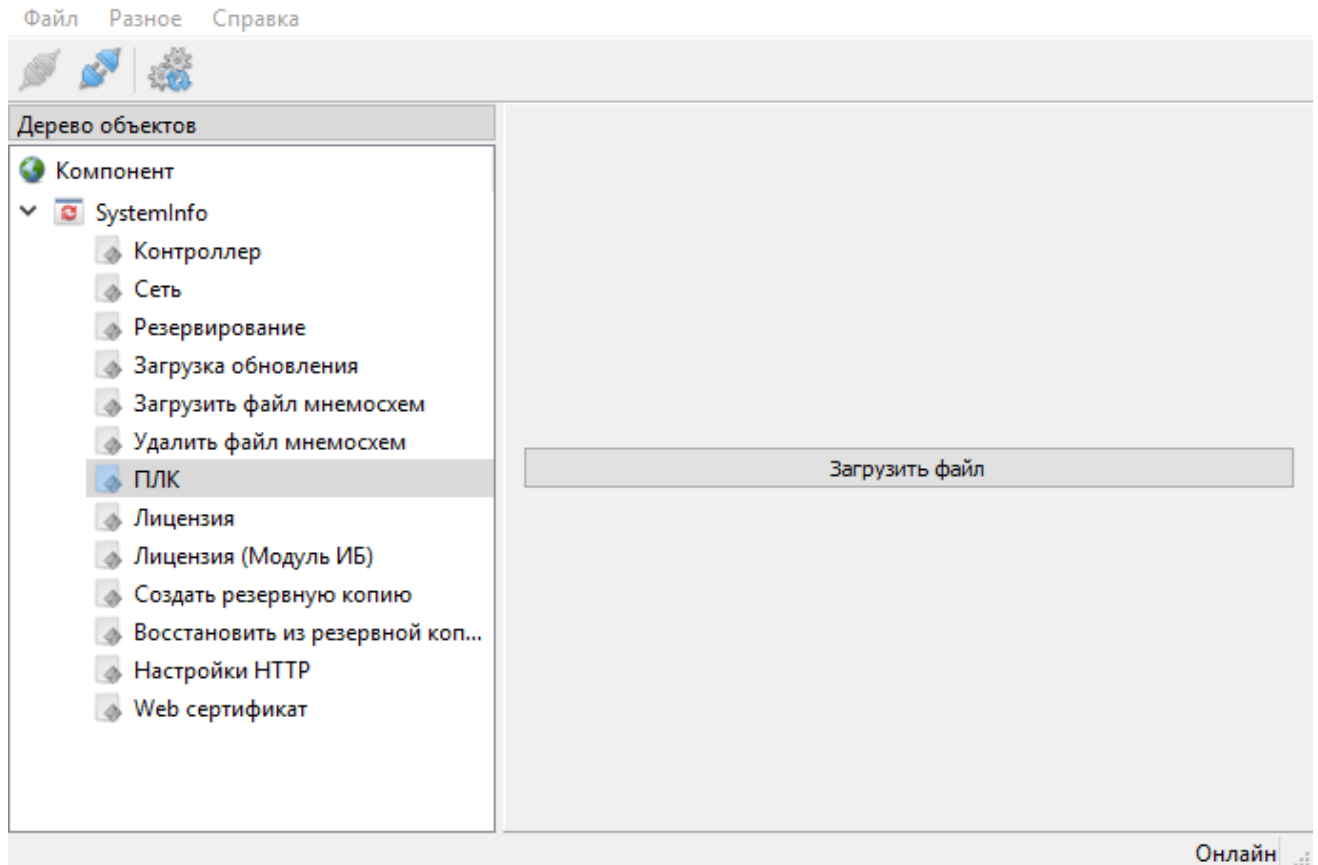 Файл Разное Справка
Дерево объектов
Компонент
SystemInfo
Контроллер
Сеть
Резервирование
Загрузка обновления
Загрузить файл мнемосхем
Удалить файл мнемосхем
ПЛК
Загрузить файл
Лицензия
Лицензия (Модуль ИБ)
Создать резервную копию
Восстановить из резервной коп...
Настройки HTTP
Web сертификат
Онлайн